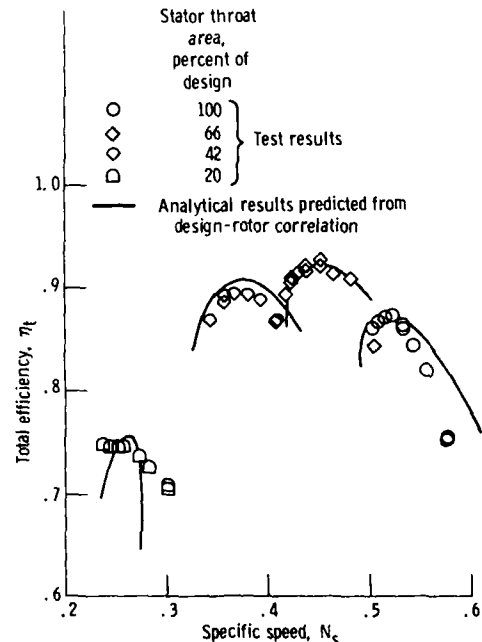 Stator throat
area,
percent of
design
100
66
42
20
Test results
Analytical results predicted from
design-rotor correlation
1.0
.9
.8
.7
.6
.2
.3
.4
.5
.6
Total efficiency, ηt
Specific speed, Ns